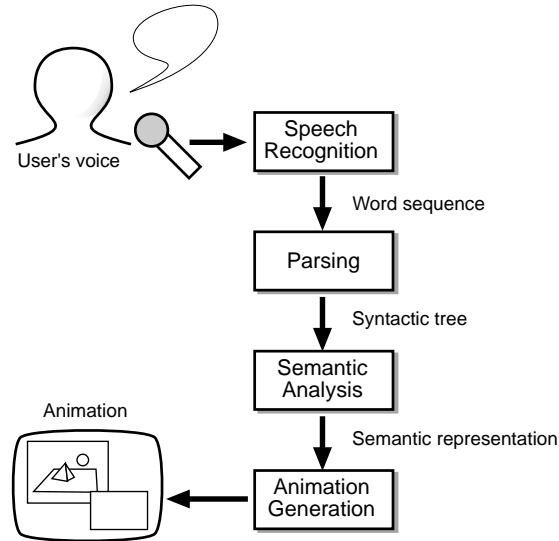 User's voice
Speech
Recognition
Word sequence
Parsing
Syntactic tree
Semantic
Analysis
Semantic representation
Animation
Generation
Animation